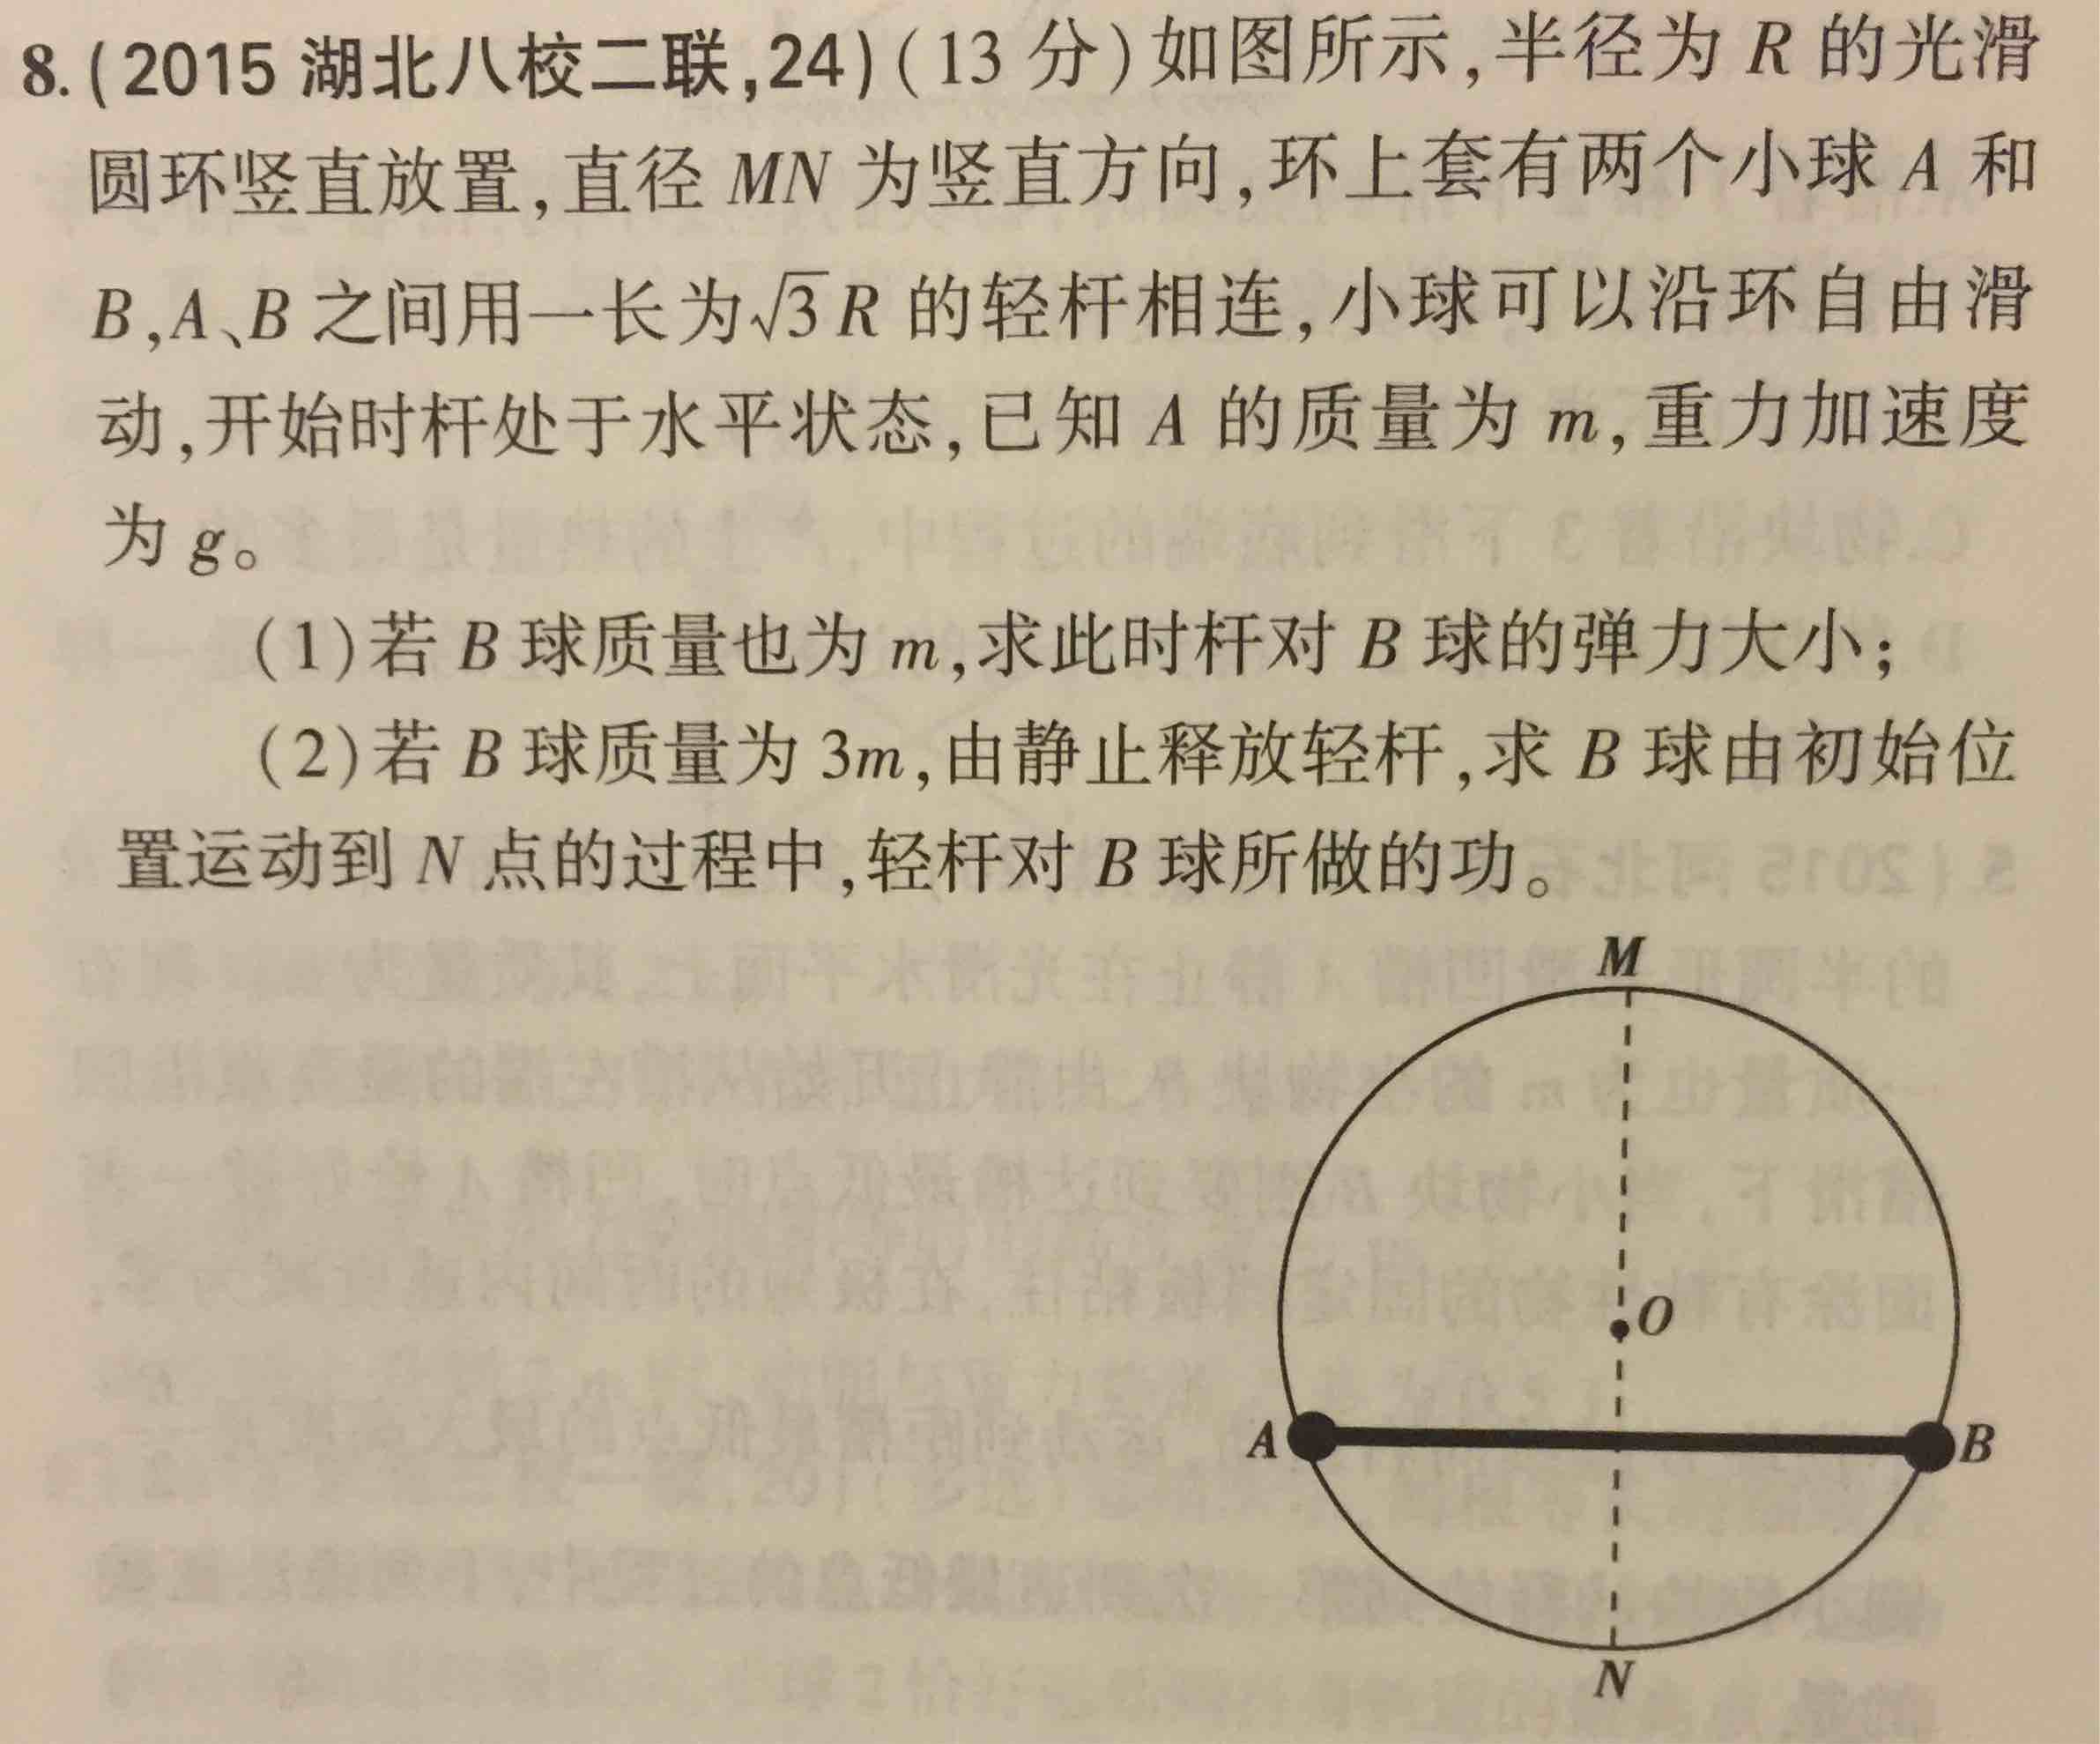 8. (2015 湖北八校二联,24)(13 分)如图所示,半径为 R 的光滑
圆环竖直放置,直径 MN 为竖直方向,环上套有两个小球 A 和
B,A、B 之间用一长为√3R 的轻杆相连,小球可以沿环自由滑
动,开始时杆处于水平状态,已知 A 的质量为 m,重力加速度
为 g。
(1)若 B 球质量也为 m,求此时杆对 B 球的弹力大小;
(2)若 B 球质量为 3m,由静止释放轻杆,求 B 球由初始位
置运动到 N 点的过程中,轻杆对 B 球所做的功。
M
O
A
B
N